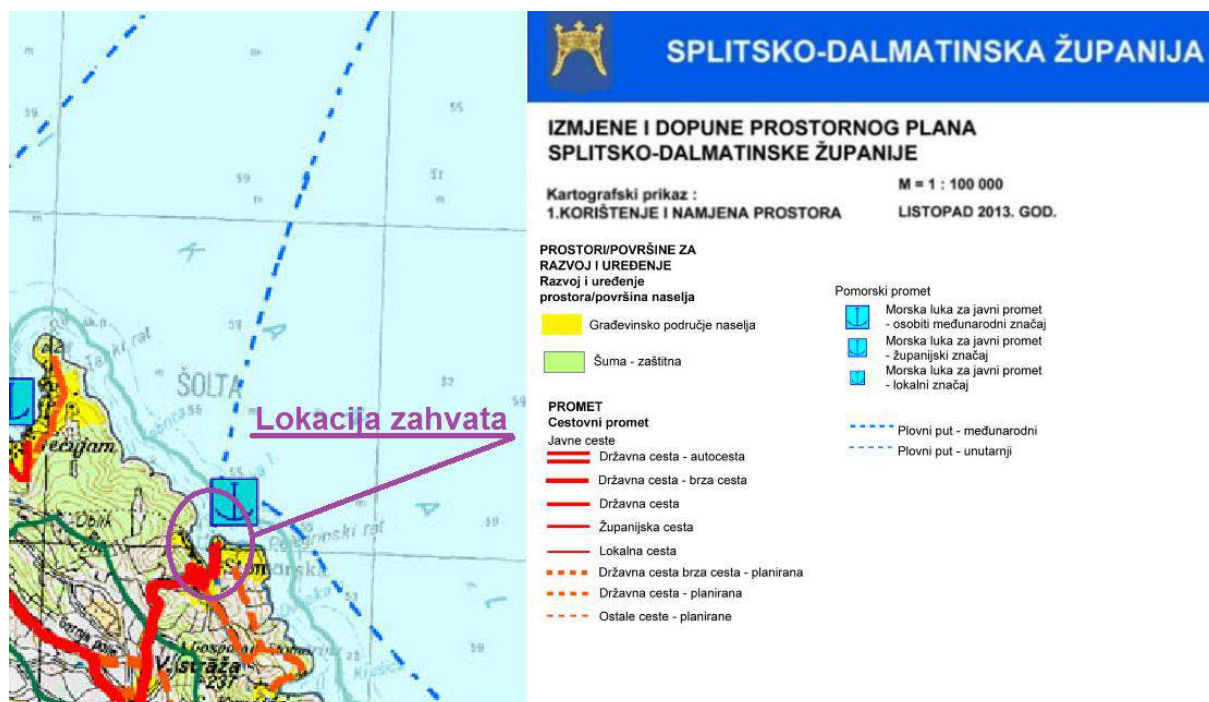 ŠOLTA
Lokacija zahvata
V. straža
237
SPLITSKO-DALMATINSKA ŽUPANIJA
IZMJENE I DOPUNE PROSTORNOG PLANA
SPLITSKO-DALMATINSKE ŽUPANIJE
Kartografski prikaz :
1.KORIŠTENJE I NAMJENA PROSTORA
M = 1 : 100 000
LISTOPAD 2013. GOD.
PROSTORI/POVRŠINE ZA
RAZVOJ I UREĐENJE
Razvoj i uređenje
prostora/površina naselja
Građevinsko područje naselja
Šuma - zaštitna
PROMET
Cestovni promet
Javne ceste
Državna cesta - autocesta
Državna cesta - brza cesta
Državna cesta
Županijska cesta
Lokalna cesta
Državna cesta brza cesta - planirana
Državna cesta - planirana
Ostale ceste - planirane
Pomorski promet
Morska luka za javni promet
- osobiti međunarodni značaj
Morska luka za javni promet
- županijski značaj
Morska luka za javni promet
- lokalni značaj
Plovni put - međunarodni
Plovni put - unutarnji